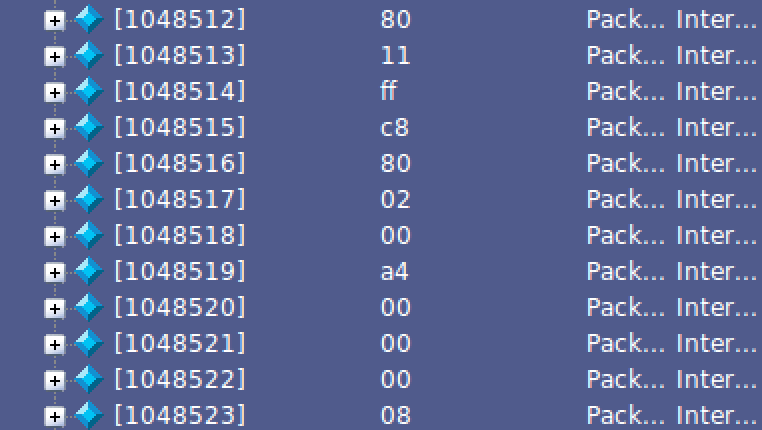 [1048512] 80 Pack... Inter...
[1048513] 11 Pack... Inter...
[1048514] ff Pack... Inter...
[1048515] c8 Pack... Inter...
[1048516] 80 Pack... Inter...
[1048517] 02 Pack... Inter...
[1048518] 00 Pack... Inter...
[1048519] a4 Pack... Inter...
[1048520] 00 Pack... Inter...
[1048521] 00 Pack... Inter...
[1048522] 00 Pack... Inter...
[1048523] 08 Pack... Inter...